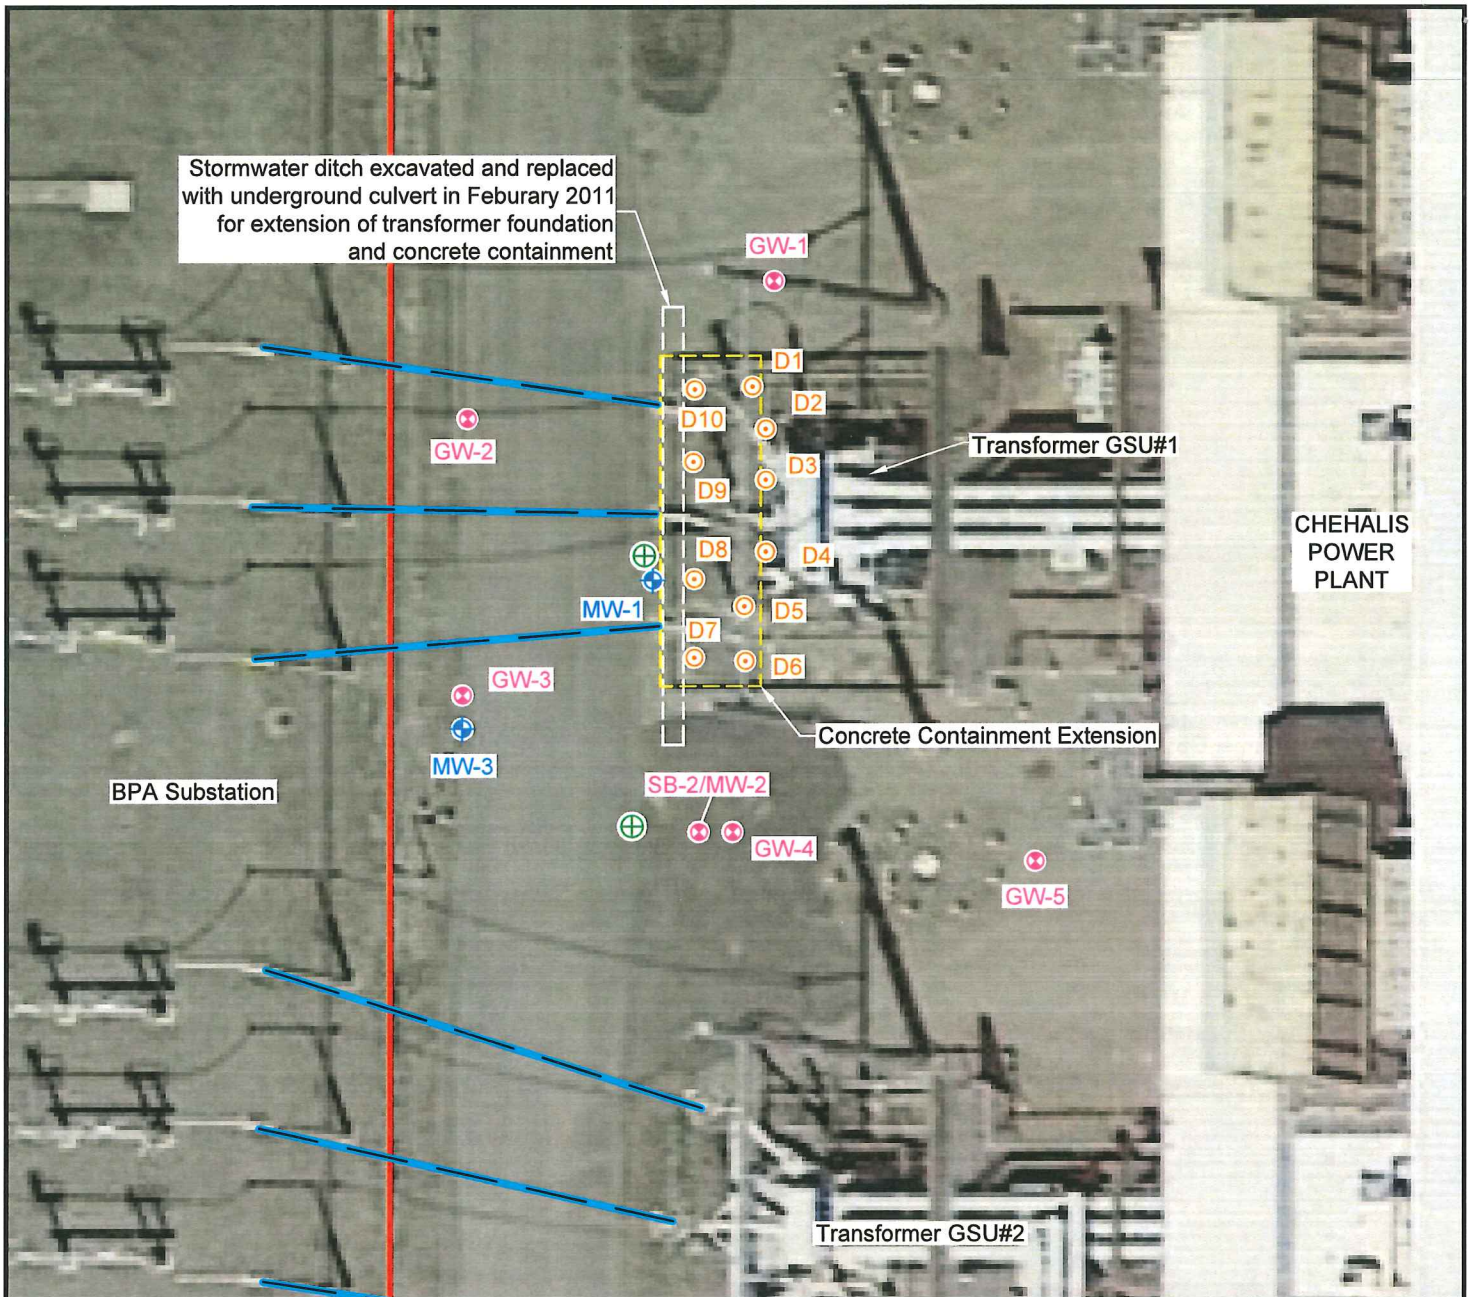 Stormwater ditch excavated and replaced
with underground culvert in Feburary 2011
for extension of transformer foundation
and concrete containment
GW-1
D1
D2
D10
GW-2
Transformer GSU#1
D3
D9
CHEHALIS
POWER
PLANT
D8
D4
MW-1
D5
D7
D6
GW-3
Concrete Containment Extension
MW-3
BPA Substation
SB-2/MW-2
GW-4
GW-5
Transformer GSU#2